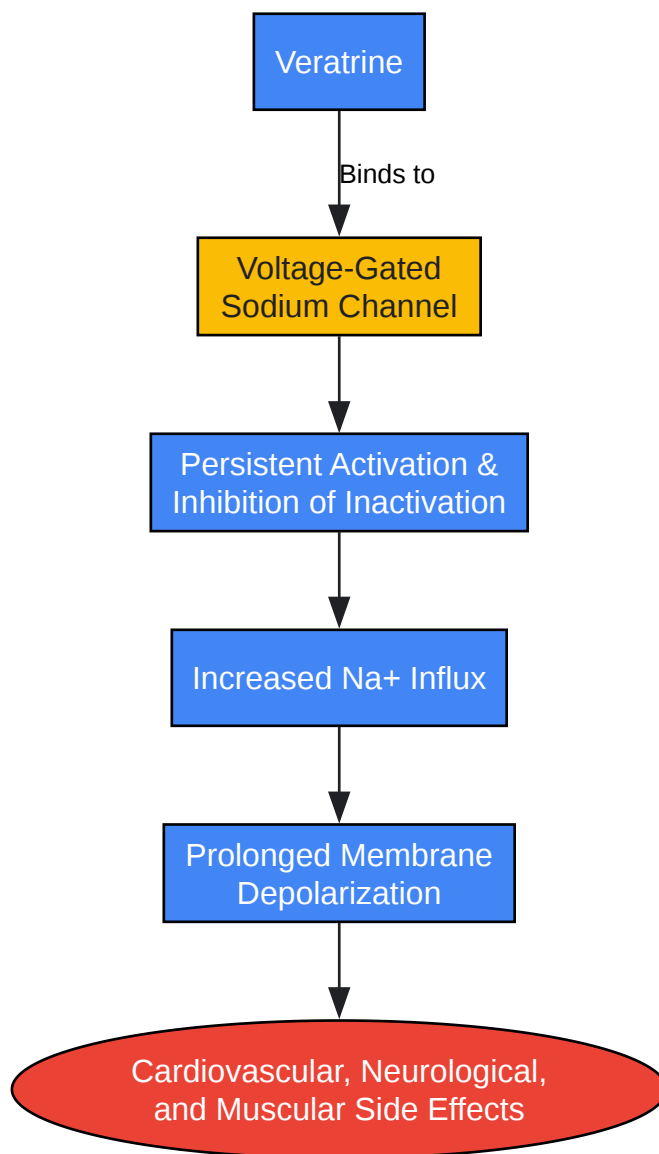 Veratrine
Binds to
Voltage-Gated
Sodium Channel
Persistent Activation &
Inhibition of Inactivation
Increased Na+ Influx
Prolonged Membrane
Depolarization
Cardiovascular, Neurological,
and Muscular Side Effects